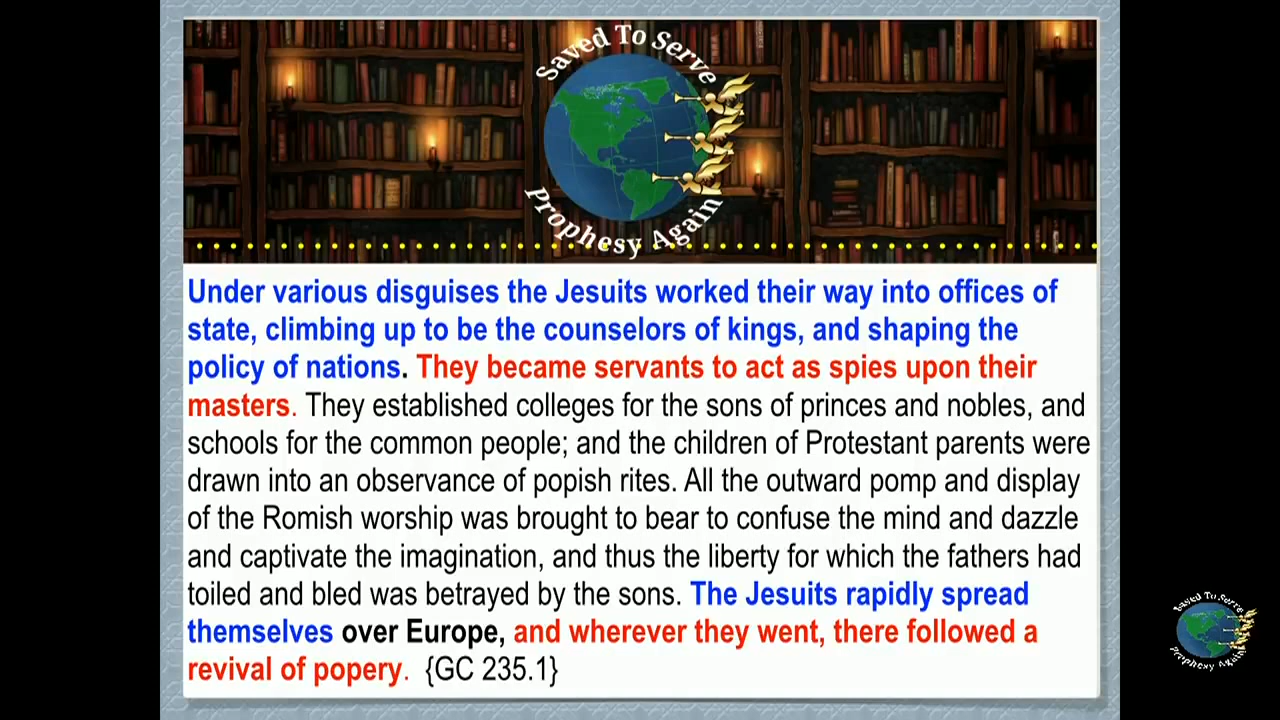 Saved To Serve
Prophesy Again
Under various disguises the Jesuits worked their way into offices of
state, climbing up to be the counselors of kings, and shaping the
policy of nations. They became servants to act as spies upon their
masters. They established colleges for the sons of princes and nobles, and
schools for the common people; and the children of Protestant parents were
drawn into an observance of popish rites. All the outward pomp and display
of the Romish worship was brought to bear to confuse the mind and dazzle
and captivate the imagination, and thus the liberty for which the fathers had
toiled and bled was betrayed by the sons. The Jesuits rapidly spread
themselves over Europe, and wherever they went, there followed a
revival of popery. {GC 235.1}
Saved To Serve
Prophesy Again